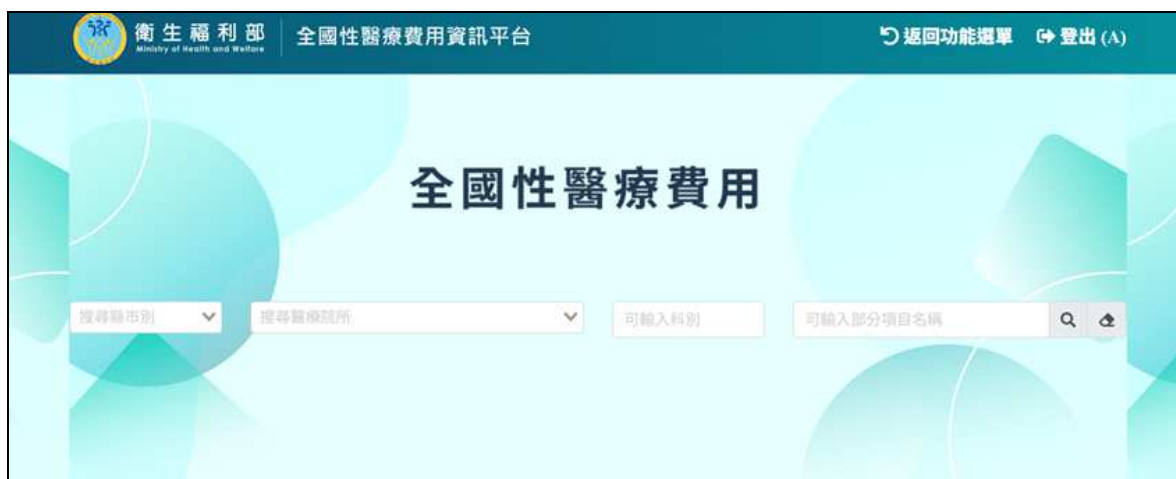 衛生福利部
Ministry of Health and Welfare
全國性醫療費用資訊平台
返回功能選單
登出 (A)
全國性醫療費用
搜尋縣市別
搜尋醫療院所
可輸入科別
可輸入部分項目名稱